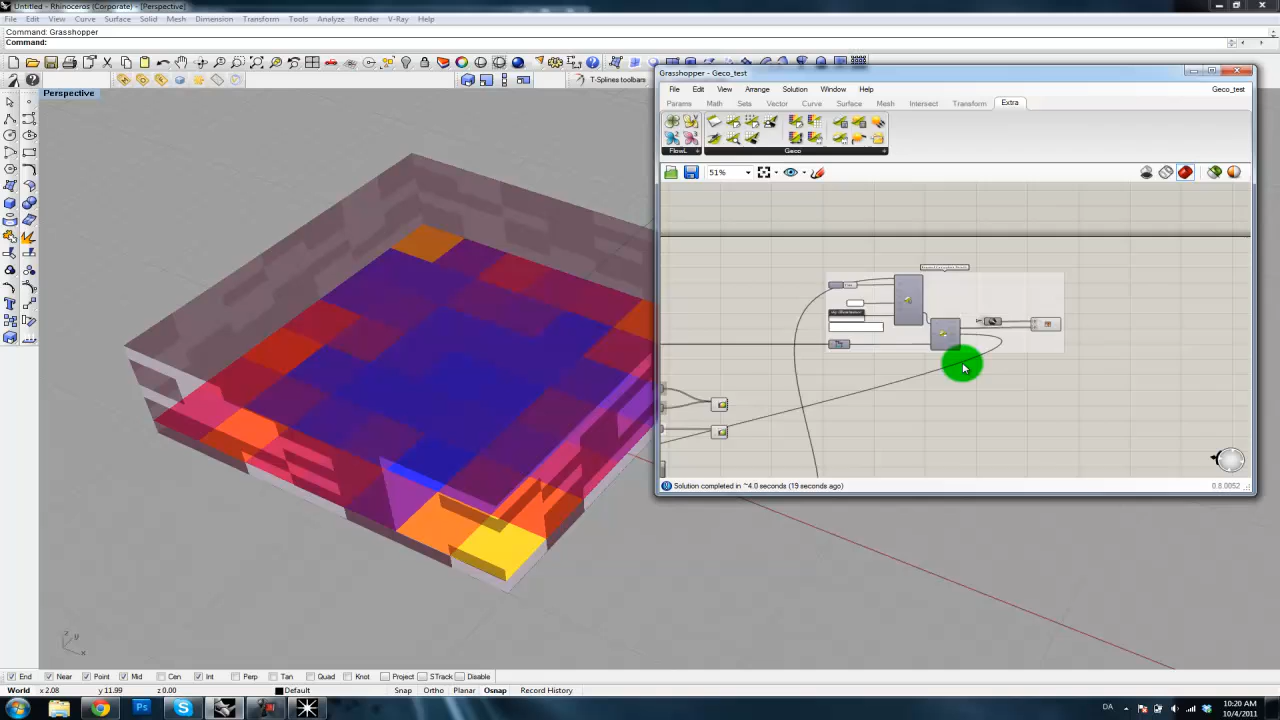 Untitled - Rhinoceros (Corporate) - [Perspective]
File Edit View Curve Surface Solid Mesh Dimension Transform Tools Analyze Render V-Ray Help
Command: Grasshopper
Command:
T-Splines toolbars
Perspective
Grasshopper - Geco_test
File Edit View Arrange Solution Window Help
Geco_test
Params Math Sets Vector Curve Surface Mesh Intersect Transform Extra
FlowL
Geco
51%
Solution completed in ~4.0 seconds (19 seconds ago)
0.8.0052
z y x
End Near Point Mid Cen Int Perp Tan Quad Knot Project STrack Disable
World x 2.08 y 11.99 z 0.00 Default Snap Ortho Planar Osnap Record History
Ps
DA
10:20 AM
10/4/2011